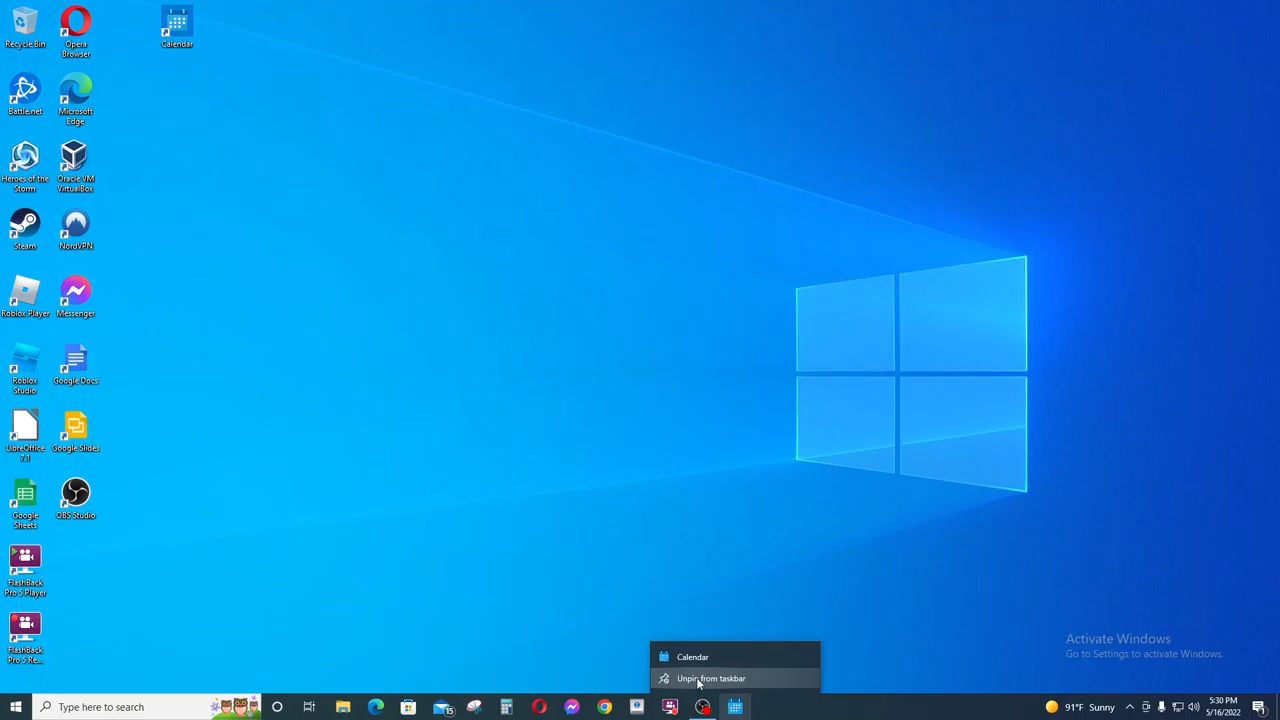 Recycle Bin
Opera
Browser
Calendar
Battle.net
Microsoft
Edge
Heroes of the
Storm
Oracle VM
VirtualBox
Steam
NordVPN
Roblox Player
Messenger
Roblox
Studio
Google Docs
LibreOffice
7.1
Google Slides
Google
Sheets
OBS Studio
FlashBack
Pro 5 Player
FlashBack
Pro 5 Re...
Activate Windows
Go to Settings to activate Windows.
Calendar
Unpin from taskbar
Type here to search
15
91°F Sunny
5:30 PM
5/16/2022
1